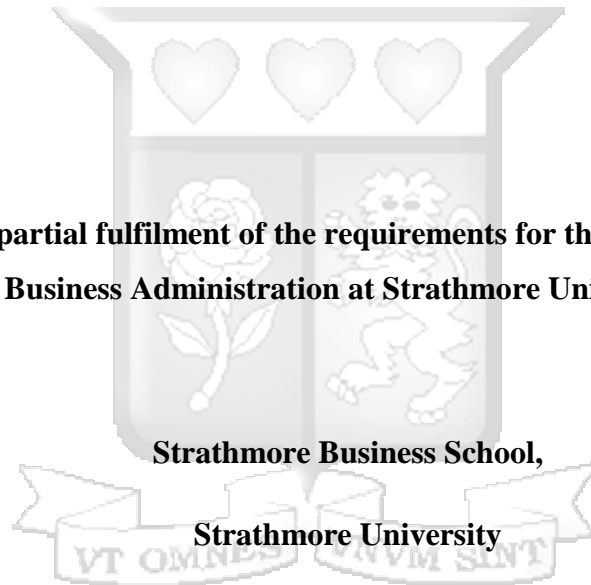 partial fulfilment of the requirements for th
Business Administration at Strathmore Uni
Strathmore Business School,
Strathmore University
VT OMNES VNVM SINT